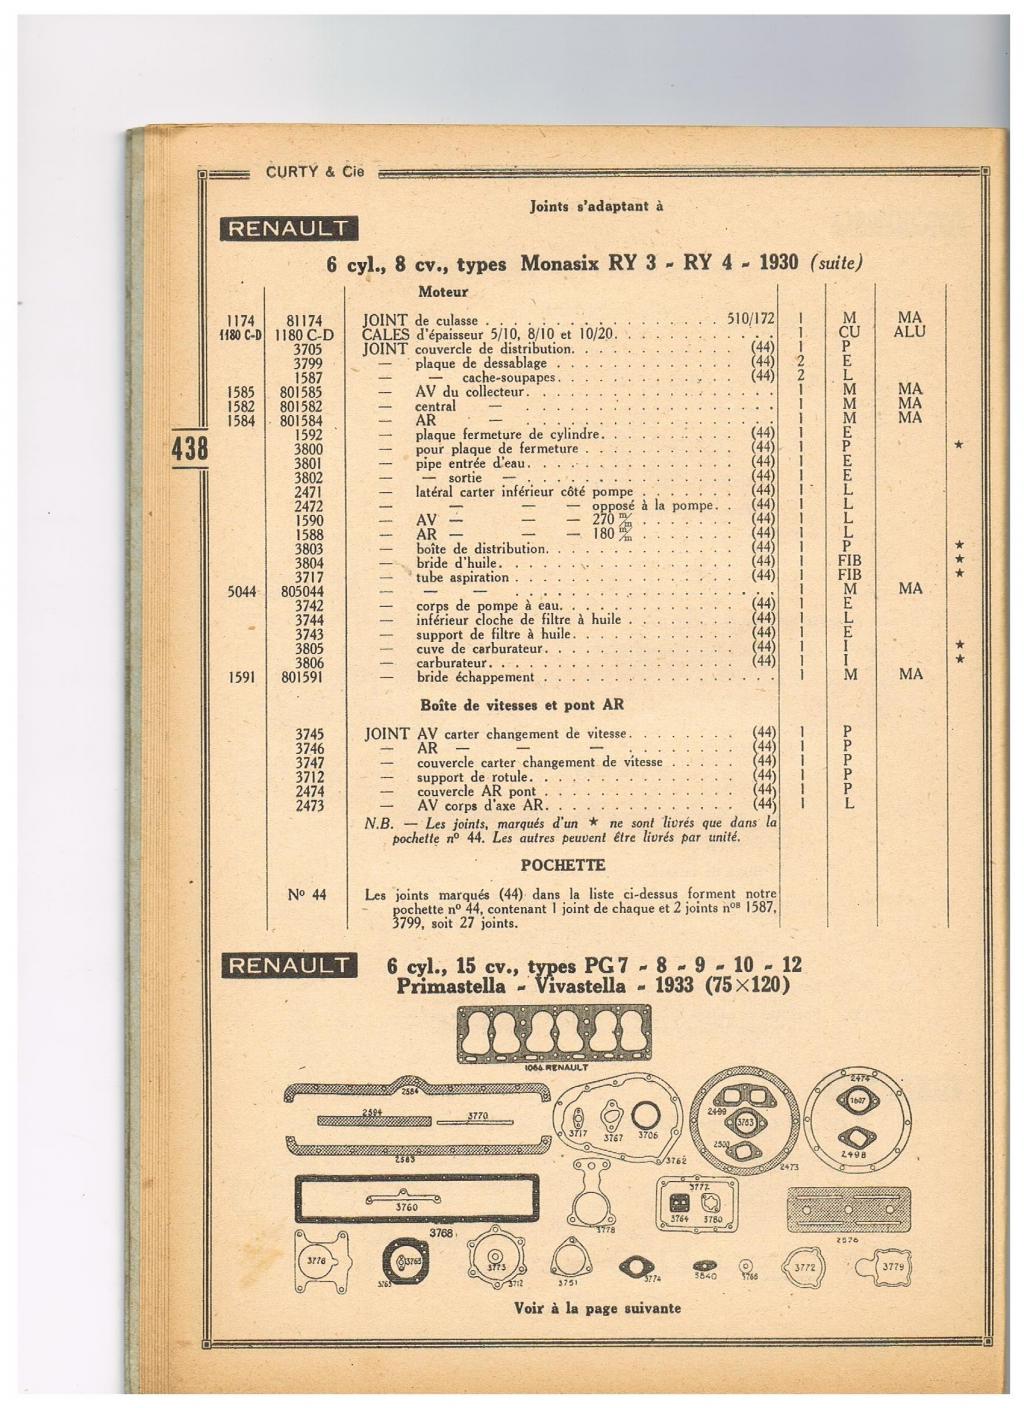 CURTY & Cie
Joints s'adaptant à
RENAULT
6 cyl., 8 cv., types Monasix RY 3 - RY 4 - 1930 (suite)
Moteur
1174 81174 JOINT de culasse . . . 510/172 1 M MA
1180 C-D 1180 C-D CALES d'épaisseur 5/10, 8/10 et 10/20. . . . 1 CU ALU
3705 JOINT couvercle de distribution. . . . (44) 1 P
3799 — plaque de dessablage . . . (44) 2 E
1587 — — cache-soupapes. . . . (44) 2 L
1585 801585 — AV du collecteur. . . . 1 M MA
1582 801582 — central — . . . 1 M MA
1584 801584 — AR — . . . 1 M MA
1592 — plaque fermeture de cylindre. . . . (44) 1 E
438
3800 — pour plaque de fermeture . . . (44) 1 P ★
3801 — pipe entrée d'eau. . . . (44) 1 E
3802 — — sortie — . . . (44) 1 E
2471 — latéral carter inférieur côté pompe . . . (44) 1 L
2472 — — — — opposé à la pompe. . (44) 1 L
1590 — AV — — — 270 m/m . . . (44) 1 L
1588 — AR — — — 180 m/m . . . (44) 1 L
3803 — boîte de distribution. . . . (44) 1 P ★
3804 — bride d'huile. . . . (44) 1 FIB ★
3717 — tube aspiration . . . (44) 1 FIB ★
5044 805044 — — — . . . 1 M MA
3742 — corps de pompe à eau. . . . (44) 1 E
3744 — inférieur cloche de filtre à huile . . . (44) 1 L
3743 — support de filtre à huile. . . . (44) 1 E
3805 — cuve de carburateur. . . . (44) 1 I ★
3806 — carburateur. . . . (44) 1 I ★
1591 801591 — bride échappement . . . 1 M MA
Boîte de vitesses et pont AR
3745 JOINT AV carter changement de vitesse. . . . (44) 1 P
3746 — AR — — — . . . (44) 1 P
3747 — couvercle carter changement de vitesse . . . (44) 1 P
3712 — support de rotule. . . . (44) 1 P
2474 — couvercle AR pont . . . (44) 1 P
2473 — AV corps d'axe AR. . . . (44) 1 L
N.B. — Les joints, marqués d'un ★ ne sont livrés que dans la
pochette nº 44. Les autres peuvent être livrés par unité.
POCHETTE
Nº 44 Les joints marqués (44) dans la liste ci-dessus forment notre
pochette nº 44, contenant 1 joint de chaque et 2 joints nos 1587,
3799, soit 27 joints.
RENAULT
6 cyl., 15 cv., types PG 7 - 8 - 9 - 10 - 12
Primastella - Vivastella - 1933 (75×120)
1064 RENAULT
2584
2594
3770
2583
3717
3767
3706
3762
2499
3783
2500
2473
2474
1607
2498
3760
3768
3778
3777
3764
3780
2576
3776
3765
3763
3773
3712
3751
3774
3840
3766
3772
3779
Voir à la page suivante